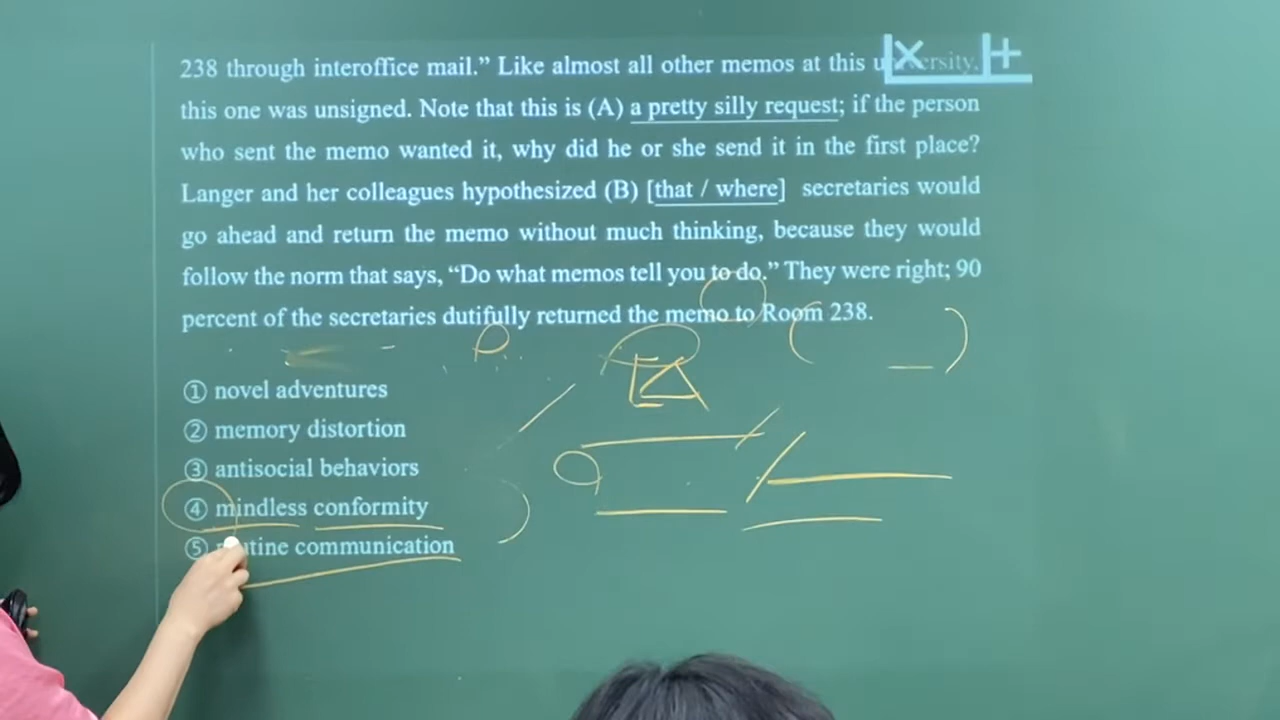 238 through interoffice mail.” Like almost all other memos at this university,
this one was unsigned. Note that this is (A) a pretty silly request; if the person
who sent the memo wanted it, why did he or she send it in the first place?
Langer and her colleagues hypothesized (B) [that / where] secretaries would
go ahead and return the memo without much thinking, because they would
follow the norm that says, “Do what memos tell you to do.” They were right; 90
percent of the secretaries dutifully returned the memo to Room 238.
① novel adventures
② memory distortion
③ antisocial behaviors
④ mindless conformity
⑤ routine communication